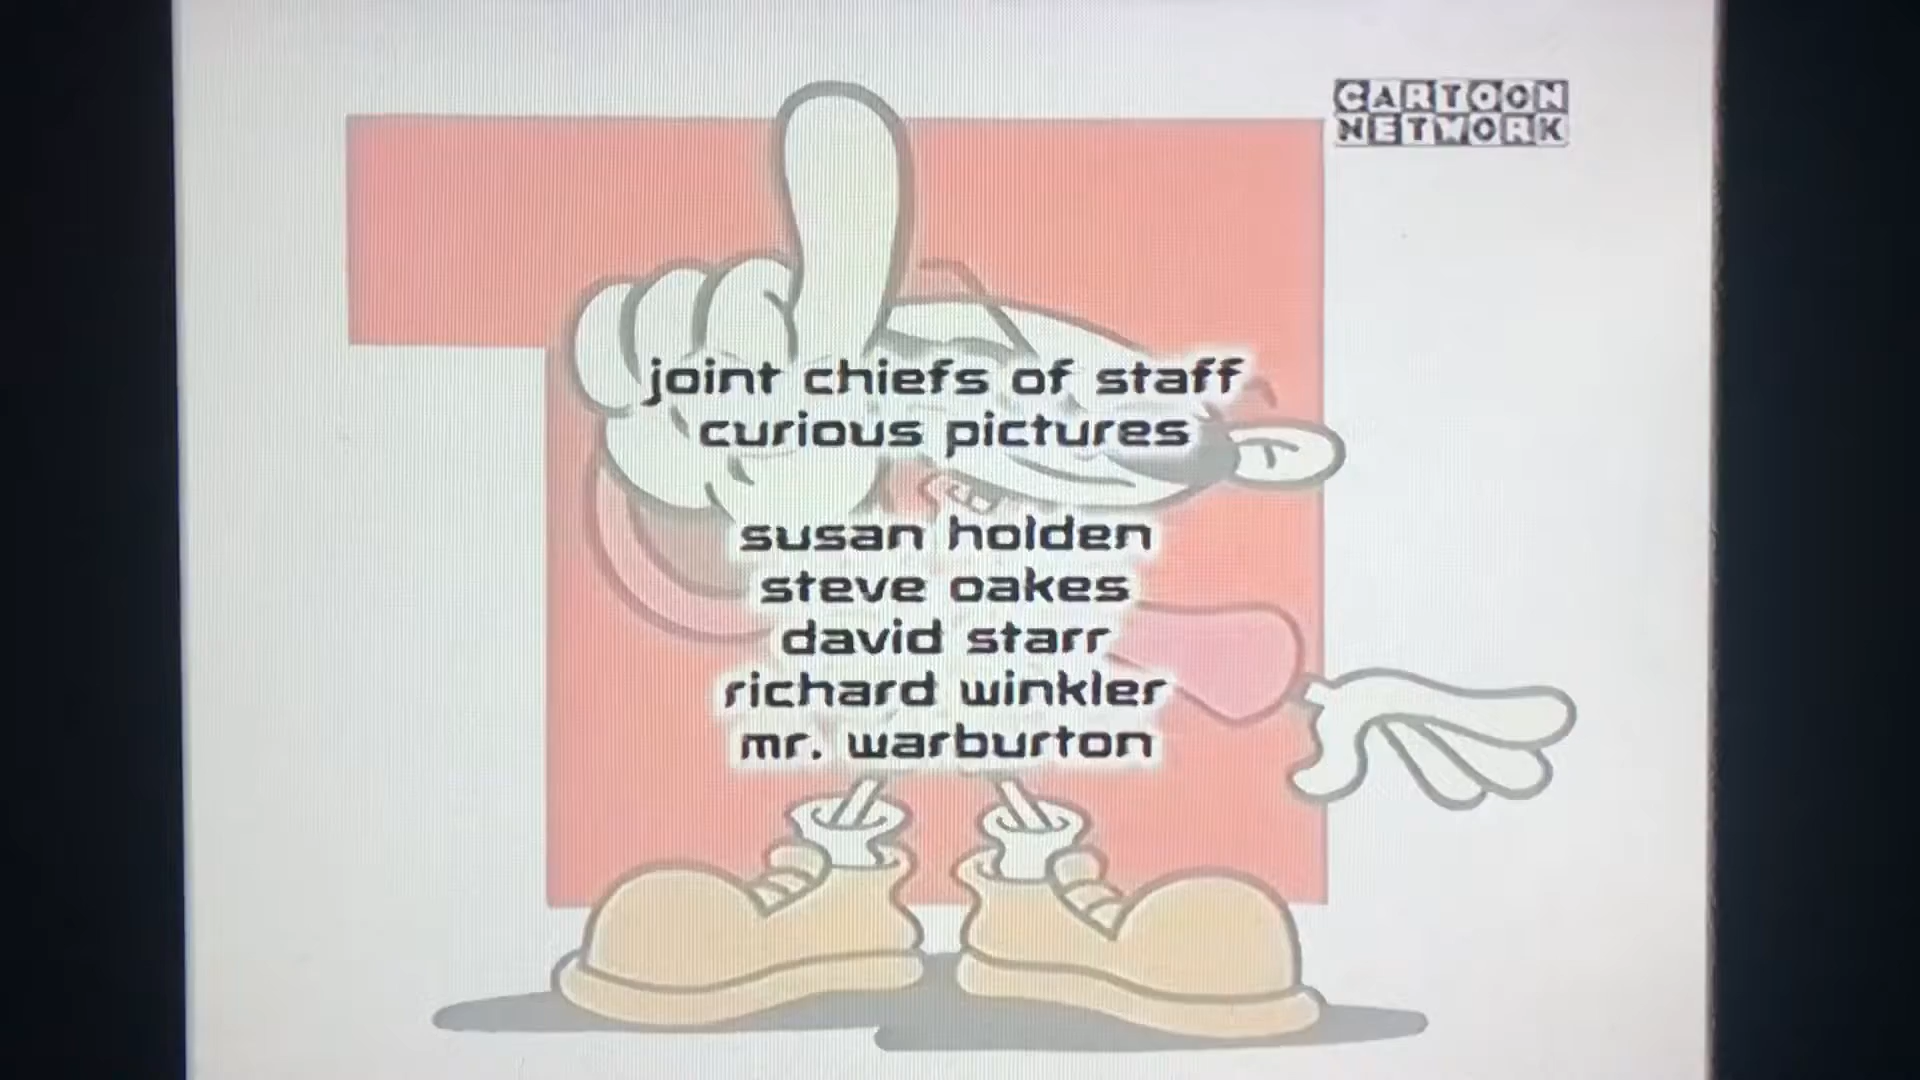 CARTOON
NETWORK
joint chiefs of staff
curious pictures
susan holden
steve oakes
david starr
richard winkler
mr. warburton